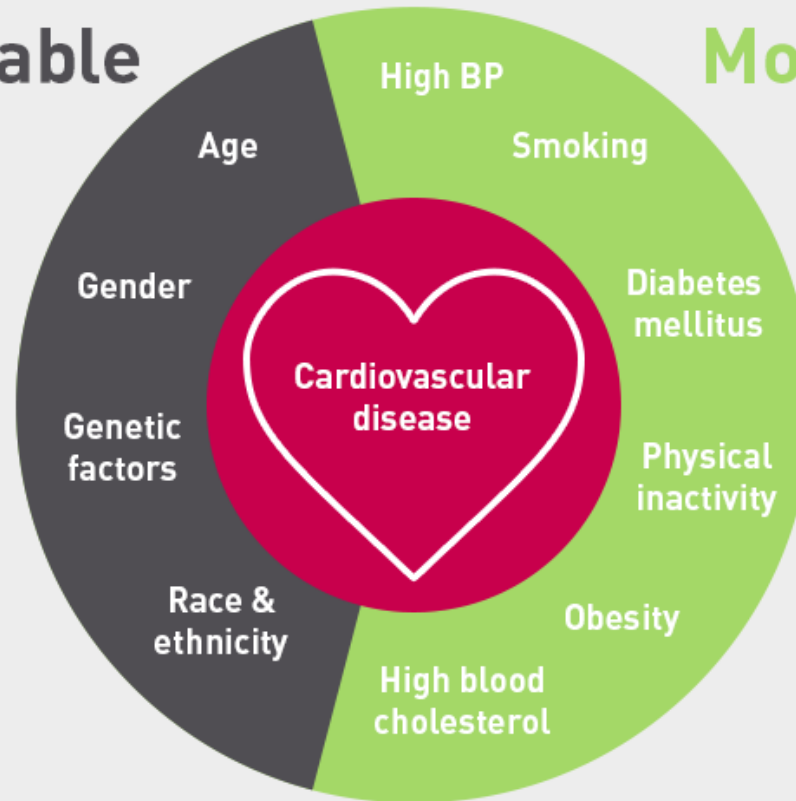 able
Mo
High BP
Smoking
Age
Gender
Diabetes
mellitus
Cardiovascular
disease
Genetic
factors
Physical
inactivity
Race &
ethnicity
Obesity
High blood
cholesterol